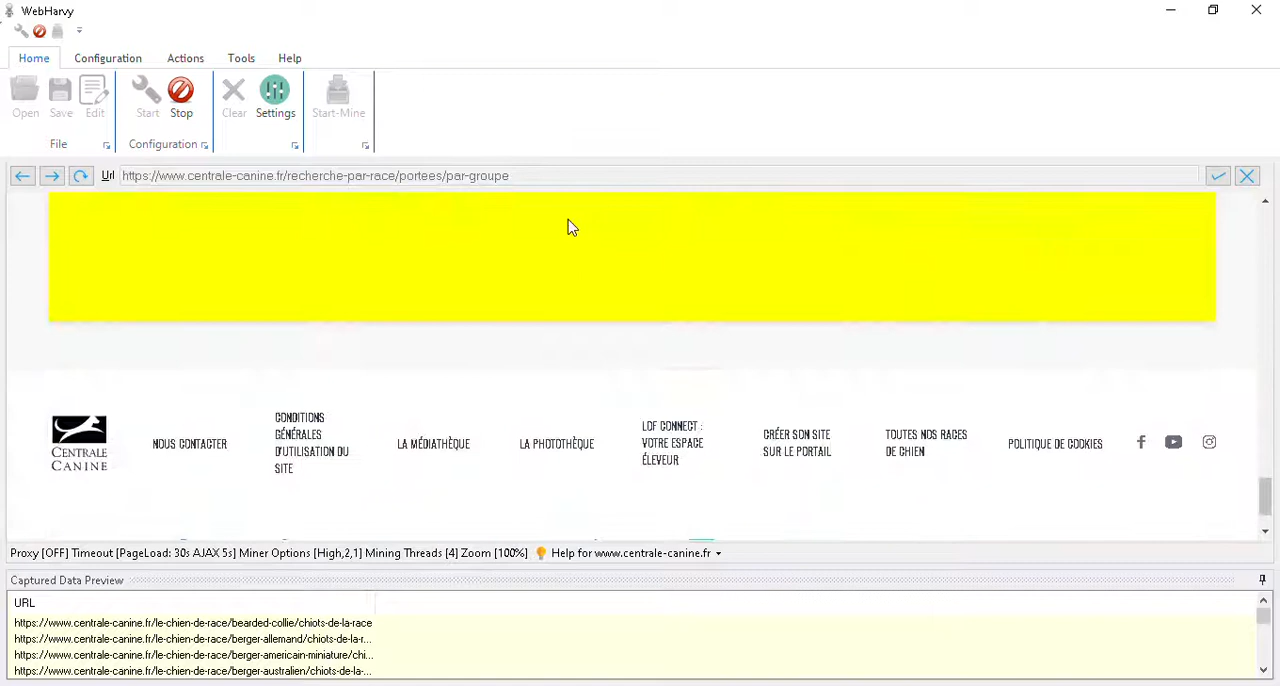 WebHarvy
Home Configuration Actions Tools Help
Open Save Edit Start Stop Clear Settings Start-Mine
File Configuration
Url https://www.centrale-canine.fr/recherche-par-race/portees/par-groupe
CENTRALE
CANINE
NOUS CONTACTER
CONDITIONS
GÉNÉRALES
D'UTILISATION DU
SITE
LA MÉDIATHÈQUE
LA PHOTOTHÈQUE
LOF CONNECT :
VOTRE ESPACE
ÉLEVEUR
CRÉER SON SITE
SUR LE PORTAIL
TOUTES NOS RACES
DE CHIEN
POLITIQUE DE COOKIES
Proxy [OFF] Timeout [PageLoad: 30s AJAX 5s] Miner Options [High,2,1] Mining Threads [4] Zoom [100%] Help for www.centrale-canine.fr
Captured Data Preview
URL
https://www.centrale-canine.fr/le-chien-de-race/bearded-collie/chiots-de-la-race
https://www.centrale-canine.fr/le-chien-de-race/berger-allemand/chiots-de-la-r...
https://www.centrale-canine.fr/le-chien-de-race/berger-americain-miniature/chi...
https://www.centrale-canine.fr/le-chien-de-race/berger-australien/chiots-de-la-...